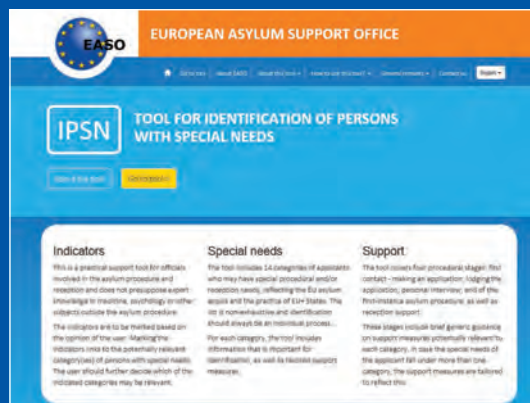 EASO
EUROPEAN ASYLUM SUPPORT OFFICE
About EASO
Contact us
English
IPSN
TOOL FOR IDENTIFICATION OF PERSONS
WITH SPECIAL NEEDS
Indicators
This is a practical support tool for officials
involved in the asylum procedure and
reception and does not presuppose expert
knowledge in medicine, psychology or other
subjects outside the asylum procedure.
The indicators are to be marked based on
the opinion of the user. Marking the
indicators links to the potentially relevant
category(ies) of persons with special needs.
The user should further decide which of the
indicated categories may be relevant.
Special needs
The tool includes 14 categories of applicants
who may have special procedural and/or
reception needs, reflecting the EU asylum
acquis and the practice of EU+ States. The
list is non-exhaustive and identification
should always be an individual process.
For each category, the tool includes
information that is important for
identification, as well as tailored support
measures.
Support
The tool covers four procedural stages: first
contact - making an application; lodging the
application; personal interview; end of the
first-instance asylum procedure; as well as
reception support.
These stages include brief generic guidance
on support measures potentially relevant to
each category. In case the special needs of
the applicant fall under more than one
category, the support measures are tailored
to reflect this.